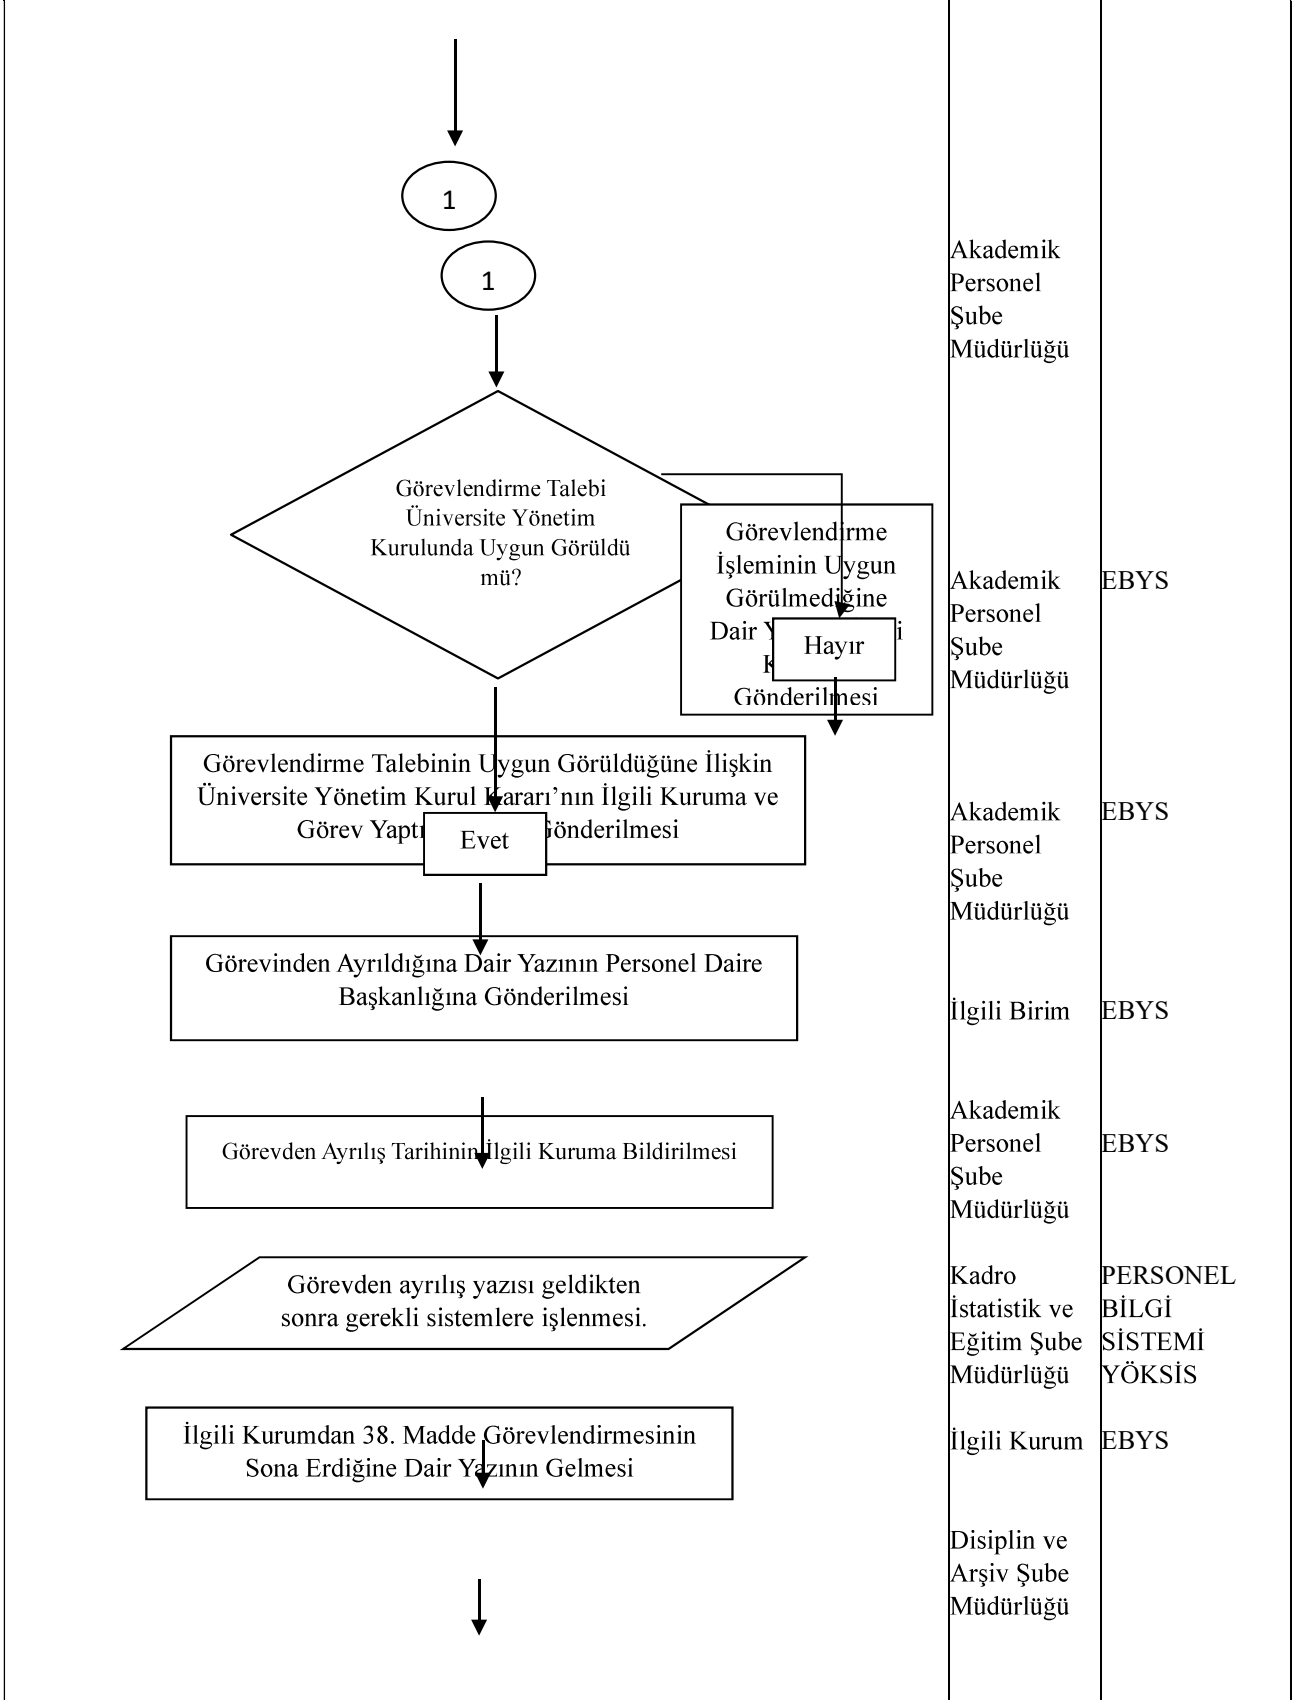 1
1
Görevlendirme Talebi
Üniversite Yönetim
Kurulunda Uygun Görüldü
mü?
Görevlendirme
İşleminin Uygun
Görülmediğine
Dair
Gönderilmesi
Hayır
Görevlendirme Talebinin Uygun Görüldüğüne İlişkin
Üniversite Yönetim Kurul Kararı’nın İlgili Kuruma ve
Görev
Evet
Görevinden Ayrıldığına Dair Yazının Personel Daire
Başkanlığına Gönderilmesi
Görevden Ayrılış Tarihinin İlgili Kuruma Bildirilmesi
Görevden ayrılış yazısı geldikten
sonra gerekli sistemlere işlenmesi.
İlgili Kurumdan 38. Madde Görevlendirmesinin
Sona Erdiğine Dair Yazının Gelmesi
Akademik
Personel
Şube
Müdürlüğü
Akademik
Personel
Şube
Müdürlüğü
Akademik
Personel
Şube
Müdürlüğü
İlgili Birim
Akademik
Personel
Şube
Müdürlüğü
Kadro
İstatistik ve
Eğitim Şube
Müdürlüğü
İlgili Kurum
Disiplin ve
Arşiv Şube
Müdürlüğü
EBYS
EBYS
EBYS
EBYS
PERSONEL
BİLGİ
SİSTEMİ
YÖKSİS
EBYS